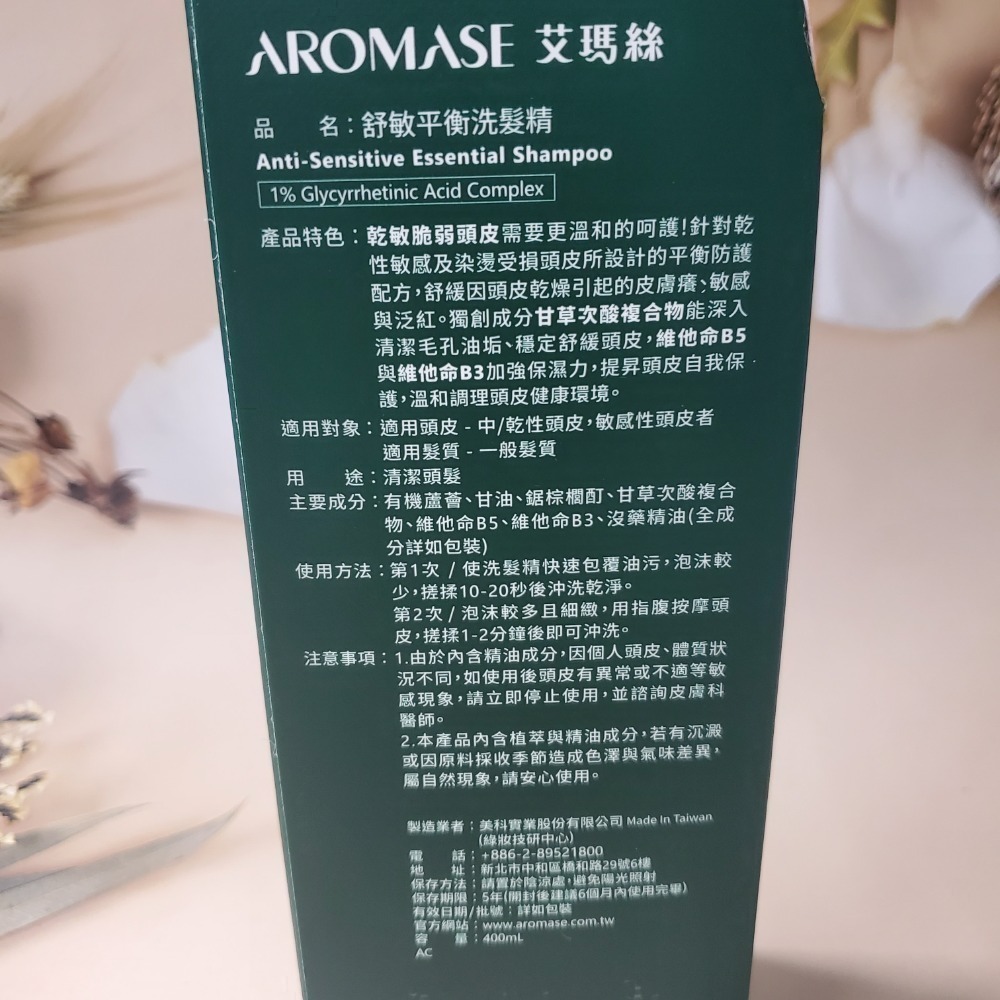 AROMASE 艾瑪絲
品 名：舒敏平衡洗髮精
Anti-Sensitive Essential Shampoo
1% Glycyrrhetinic Acid Complex
產品特色：乾敏脆弱頭皮需要更溫和的呵護!針對乾
性敏感及染燙受損頭皮所設計的平衡防護
配方，舒緩因頭皮乾燥引起的皮膚癢、敏感
與泛紅。獨創成分甘草次酸複合物能深入
清潔毛孔油垢、穩定舒緩頭皮，維他命B5
與維他命B3加強保濕力，提昇頭皮自我保
護，溫和調理頭皮健康環境。
適用對象：適用頭皮 - 中/乾性頭皮，敏感性頭皮者
適用髮質 - 一般髮質
用 途：清潔頭髮
主要成分：有機蘆薈、甘油、鋸棕櫚酊、甘草次酸複合
物、維他命B5、維他命B3、沒藥精油(全成
分詳如包裝)
使用方法：第1次 / 使洗髮精快速包覆油污，泡沫較
少，搓揉10-20秒後沖洗乾淨。
第2次 / 泡沫較多且細緻，用指腹按摩頭
皮，搓揉1-2分鐘後即可沖洗。
注意事項：1.由於內含精油成分，因個人頭皮、體質狀
況不同，如使用後頭皮有異常或不適等敏
感現象，請立即停止使用，並諮詢皮膚科
醫師。
2.本產品內含植萃與精油成分，若有沉澱
或因原料採收季節造成色澤與氣味差異，
屬自然現象，請安心使用。
製造業者：美科實業股份有限公司 Made In Taiwan
(綠妝技研中心)
電 話：+886-2-89521800
地 址：新北市中和區橋和路29號6樓
保存方法：請置於陰涼處，避免陽光照射
保存期限：5年(開封後建議6個月內使用完畢)
有效日期/批號：詳如包裝
官方網站：www.aromase.com.tw
容 量：400mL
AC